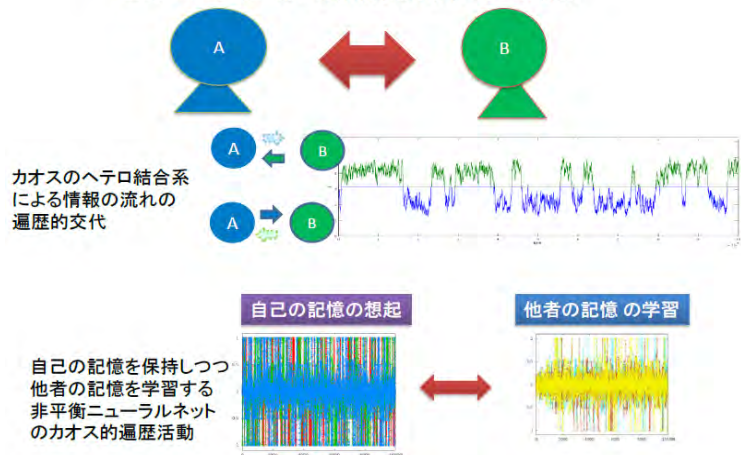 A
B
A
B
カオスのヘテロ結合系
による情報の流れの
遍歴的交代
A
B
自己の記憶の想起
他者の記憶 の学習
自己の記憶を保持しつつ
他者の記憶を学習する
非平衡ニューラルネット
のカオス的遍歴活動